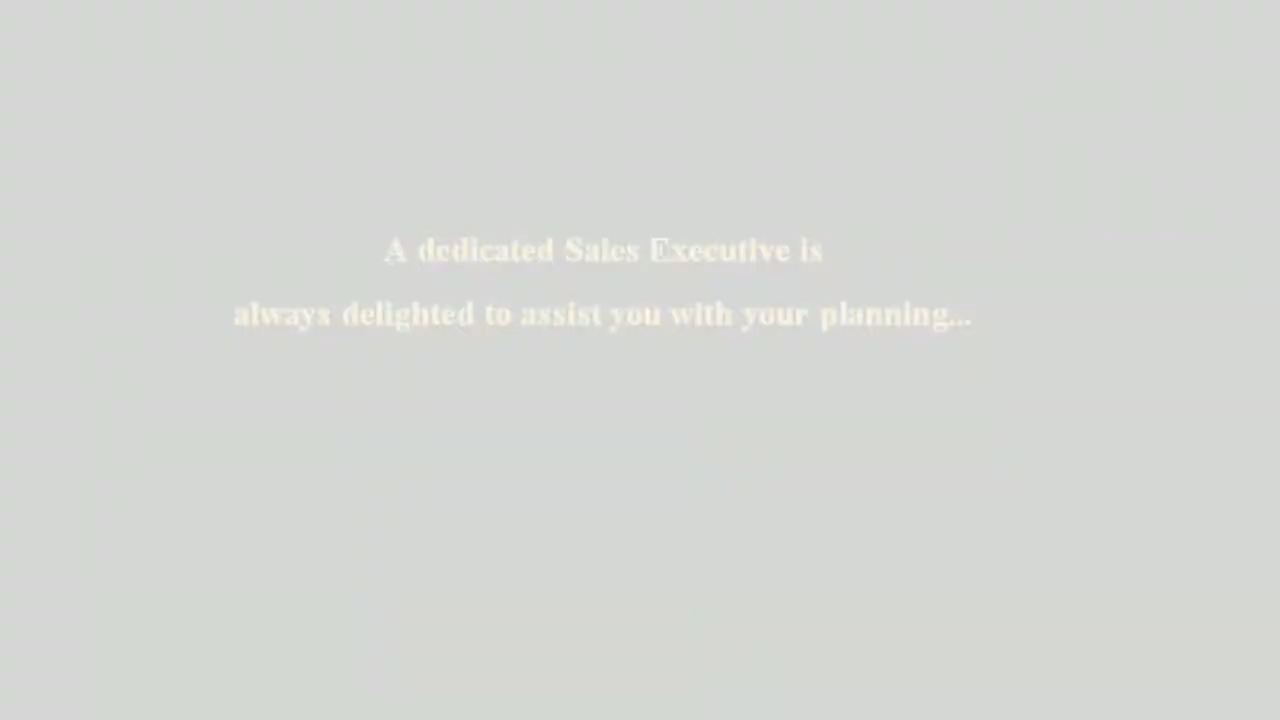 A dedicated Sales Executive is
always delighted to assist you with your planning...